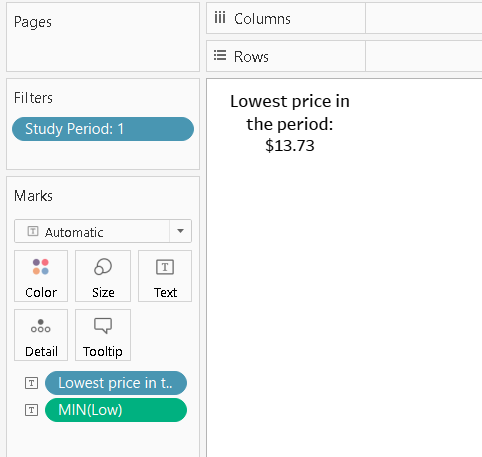 Pages
Columns
Rows
Filters
Study Period: 1
Marks
Automatic
Color
Size
Text
Detail
Tooltip
Lowest price in t..
MIN(Low)
Lowest price in
the period:
$13.73